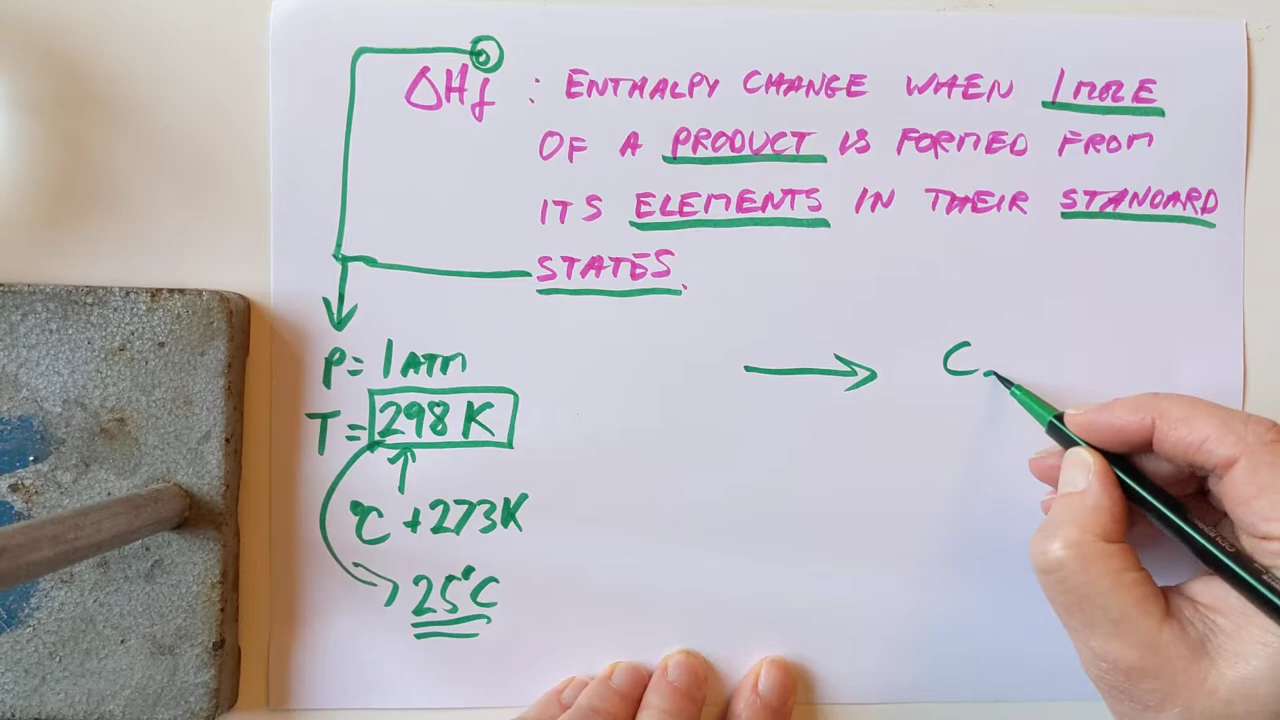 ΔHf° : ENTHALPY CHANGE WHEN 1 MOLE
OF A PRODUCT IS FORMED FROM
ITS ELEMENTS IN THEIR STANDARD
STATES.
P= 1 ATM
T= 298 K
°C +273K
25°C
C